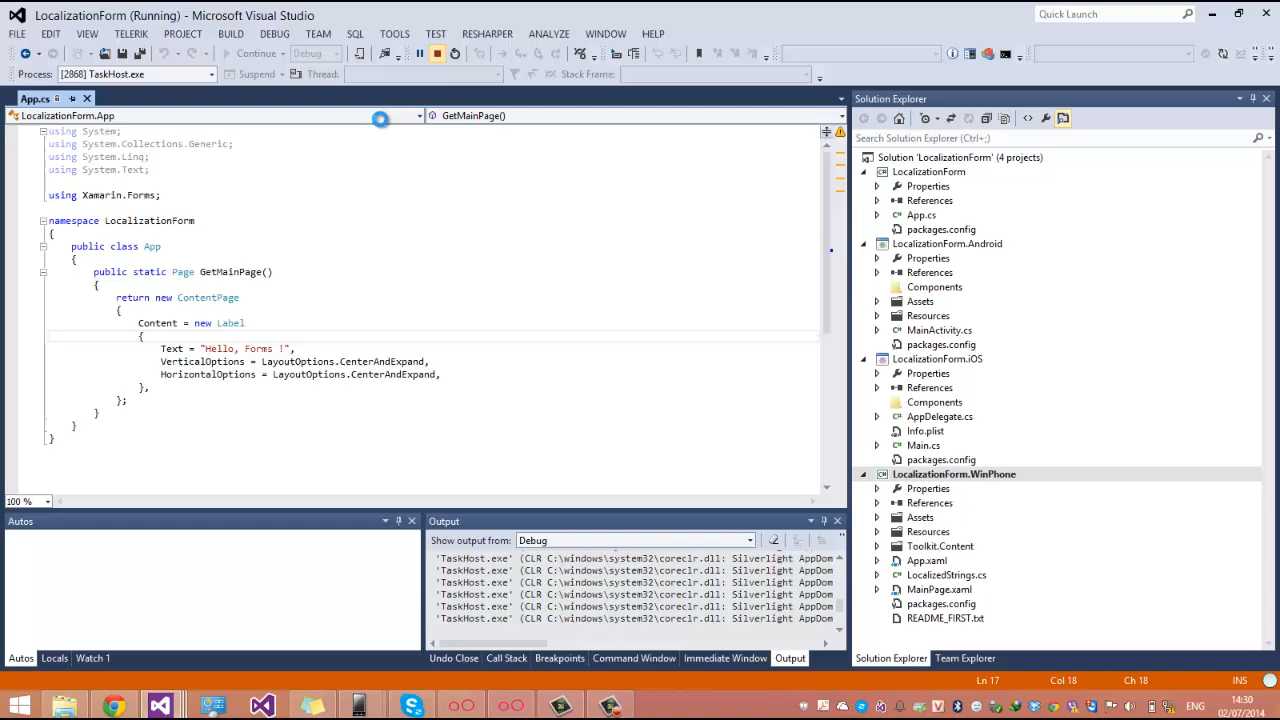 LocalizationForm (Running) - Microsoft Visual Studio
Quick Launch
FILE EDIT VIEW TELERIK PROJECT BUILD DEBUG TEAM SQL TOOLS TEST RESHARPER ANALYZE WINDOW HELP
Continue Debug
Process: [2868] TaskHost.exe Suspend Thread: Stack Frame:
App.cs
LocalizationForm.App GetMainPage()
using System;
using System.Collections.Generic;
using System.Linq;
using System.Text;
using Xamarin.Forms;
namespace LocalizationForm
{
public class App
{
public static Page GetMainPage()
{
return new ContentPage
{
Content = new Label
{
Text = "Hello, Forms !",
VerticalOptions = LayoutOptions.CenterAndExpand,
HorizontalOptions = LayoutOptions.CenterAndExpand,
},
};
}
}
}
100 %
Autos
Output
Show output from: Debug
'TaskHost.exe' (CLR C:\windows\system32\coreclr.dll: Silverlight AppDom
'TaskHost.exe' (CLR C:\windows\system32\coreclr.dll: Silverlight AppDom
'TaskHost.exe' (CLR C:\windows\system32\coreclr.dll: Silverlight AppDom
'TaskHost.exe' (CLR C:\windows\system32\coreclr.dll: Silverlight AppDom
'TaskHost.exe' (CLR C:\windows\system32\coreclr.dll: Silverlight AppDom
'TaskHost.exe' (CLR C:\windows\system32\coreclr.dll: Silverlight AppDom
Autos Locals Watch 1
Undo Close Call Stack Breakpoints Command Window Immediate Window Output
Solution Explorer
Search Solution Explorer (Ctrl+;)
Solution 'LocalizationForm' (4 projects)
LocalizationForm
Properties
References
App.cs
packages.config
LocalizationForm.Android
Properties
References
Components
Assets
Resources
MainActivity.cs
packages.config
LocalizationForm.iOS
Properties
References
Components
AppDelegate.cs
Info.plist
Main.cs
packages.config
LocalizationForm.WinPhone
Properties
References
Assets
Resources
Toolkit.Content
App.xaml
LocalizedStrings.cs
MainPage.xaml
packages.config
README_FIRST.txt
Solution Explorer Team Explorer
Ln 17 Col 18 Ch 18 INS
ENG
14:30
02/07/2014